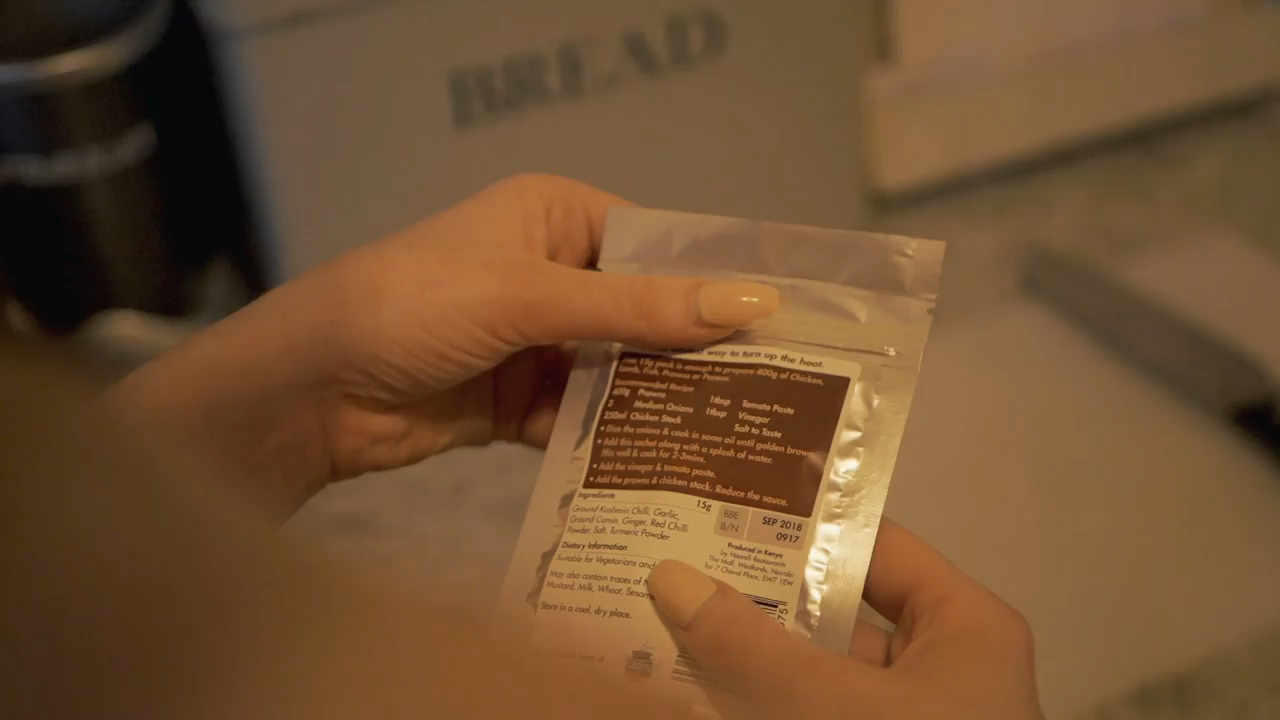 BREAD
way to turn up the heat.
15g pack is enough to prepare 400g of Chicken,
Lamb, Fish, Prawns or Paneer.
Recommended Recipe
400g Prawns 1tbsp Tomato Paste
2 Medium Onions 1tbsp Vinegar
250ml Chicken Stock Salt to Taste
• Dice the onions & cook in some oil until golden brown
• Add this sachet along with a splash of water.
Mix well & cook for 2-3mins.
• Add the vinegar & tomato paste.
• Add the prawns & chicken stock. Reduce the sauce.
Ingredients 15g
Ground Kashmiri Chilli, Garlic,
Ground Cumin, Ginger, Red Chilli
Powder, Salt, Turmeric Powder.
BBE SEP 2018
B/N 0917
Dietary Information
Suitable for Vegetarians and
May also contain traces of
Mustard, Milk, Wheat, Sesame
Store in a cool, dry place.
Produced in Kenya
by Haandi Restaurants
The Mall, Westlands, Nairobi
for 7 Cheval Place, SW7 1EW